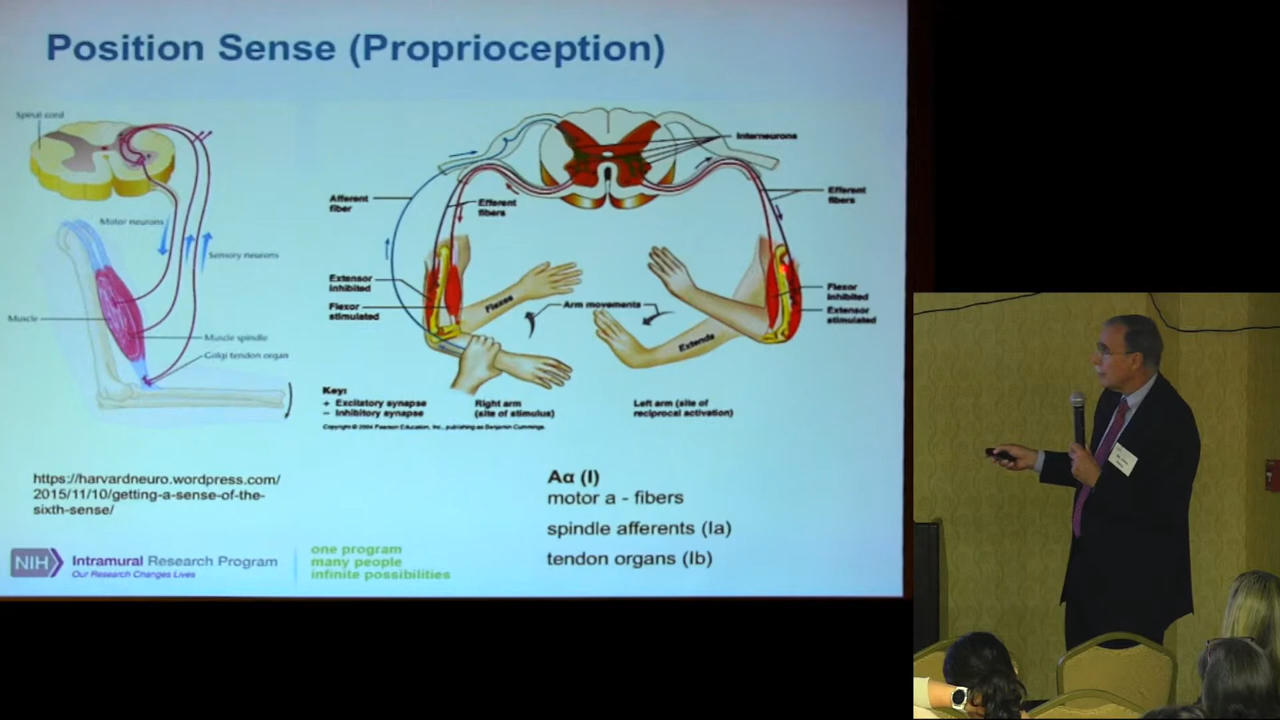 Position Sense (Proprioception)
Spinal cord
Motor neurons
Sensory neurons
Muscle
Muscle spindle
Golgi tendon organ
Interneurons
Afferent
fiber
Efferent
fibers
Efferent
fibers
Extensor
inhibited
Flexor
stimulated
Flexes
Arm movements
Extends
Flexor
inhibited
Extensor
stimulated
Key:
+ Excitatory synapse
− Inhibitory synapse
Right arm
(site of stimulus)
Left arm (site of
reciprocal activation)
Copyright © 2004 Pearson Education, Inc., publishing as Benjamin Cummings.
https://harvardneuro.wordpress.com/
2015/11/10/getting-a-sense-of-the-
sixth-sense/
Aα (I)
motor a - fibers
spindle afferents (Ia)
tendon organs (Ib)
NIH Intramural Research Program
Our Research Changes Lives
one program
many people
infinite possibilities